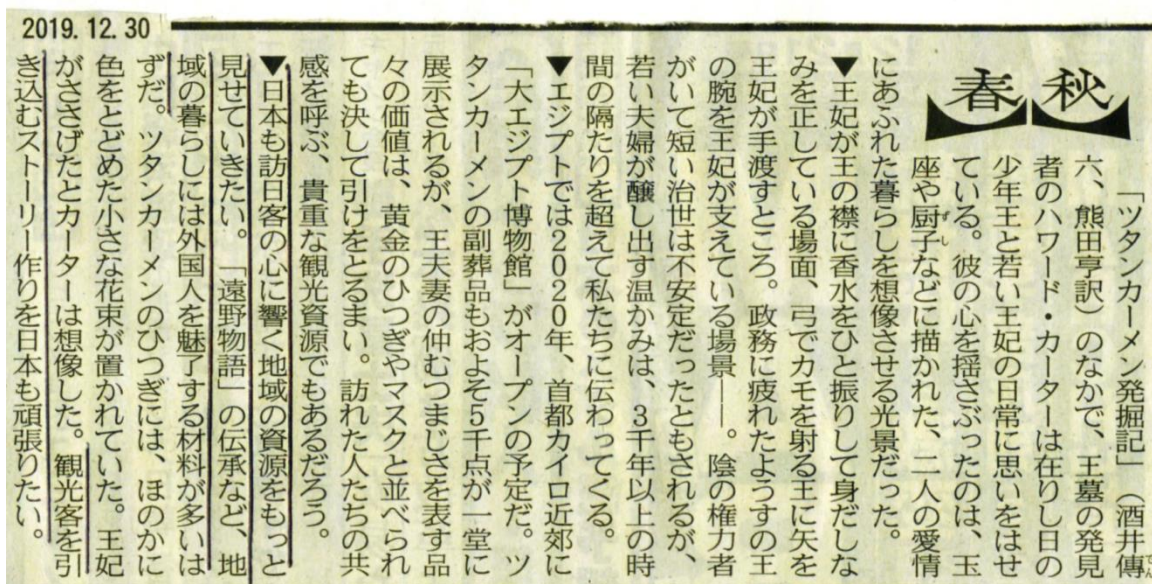 2019. 12. 30
春秋
「ツタンカーメン発掘記」（酒井傳
六、熊田亨訳）のなかで、王墓の発見
者のハワード・カーターは在りし日の
少年王と若い王妃の日常に思いをはせ
ている。彼の心を揺さぶったのは、玉
座や厨子などに描かれた、二人の愛情
ずし
にあふれた暮らしを想像させる光景だった。
▼王妃が王の襟に香水をひと振りして身だしな
みを正している場面、弓でカモを射る王に矢を
王妃が手渡すところ。政務に疲れたようすの王
の腕を王妃が支えている場景――。陰の権力者
がいて短い治世は不安定だったともされるが、
若い夫婦が醸し出す温かみは、3千年以上の時
間の隔たりを超えて私たちに伝わってくる。
▼エジプトでは2020年、首都カイロ近郊に
「大エジプト博物館」がオープンの予定だ。ツ
タンカーメンの副葬品もおよそ5千点が一堂に
展示されるが、王夫妻の仲むつまじさを表す品
々の価値は、黄金のひつぎやマスクと並べられ
ても決して引けをとるまい。訪れた人たちの共
感を呼ぶ、貴重な観光資源でもあるだろう。
▼日本も訪日客の心に響く地域の資源をもっと
見せていきたい。「遠野物語」の伝承など、地
域の暮らしには外国人を魅了する材料が多いは
ずだ。ツタンカーメンのひつぎには、ほのかに
色をとどめた小さな花束が置かれていた。王妃
がささげたとカーターは想像した。観光客を引
き込むストーリー作りを日本も頑張りたい。